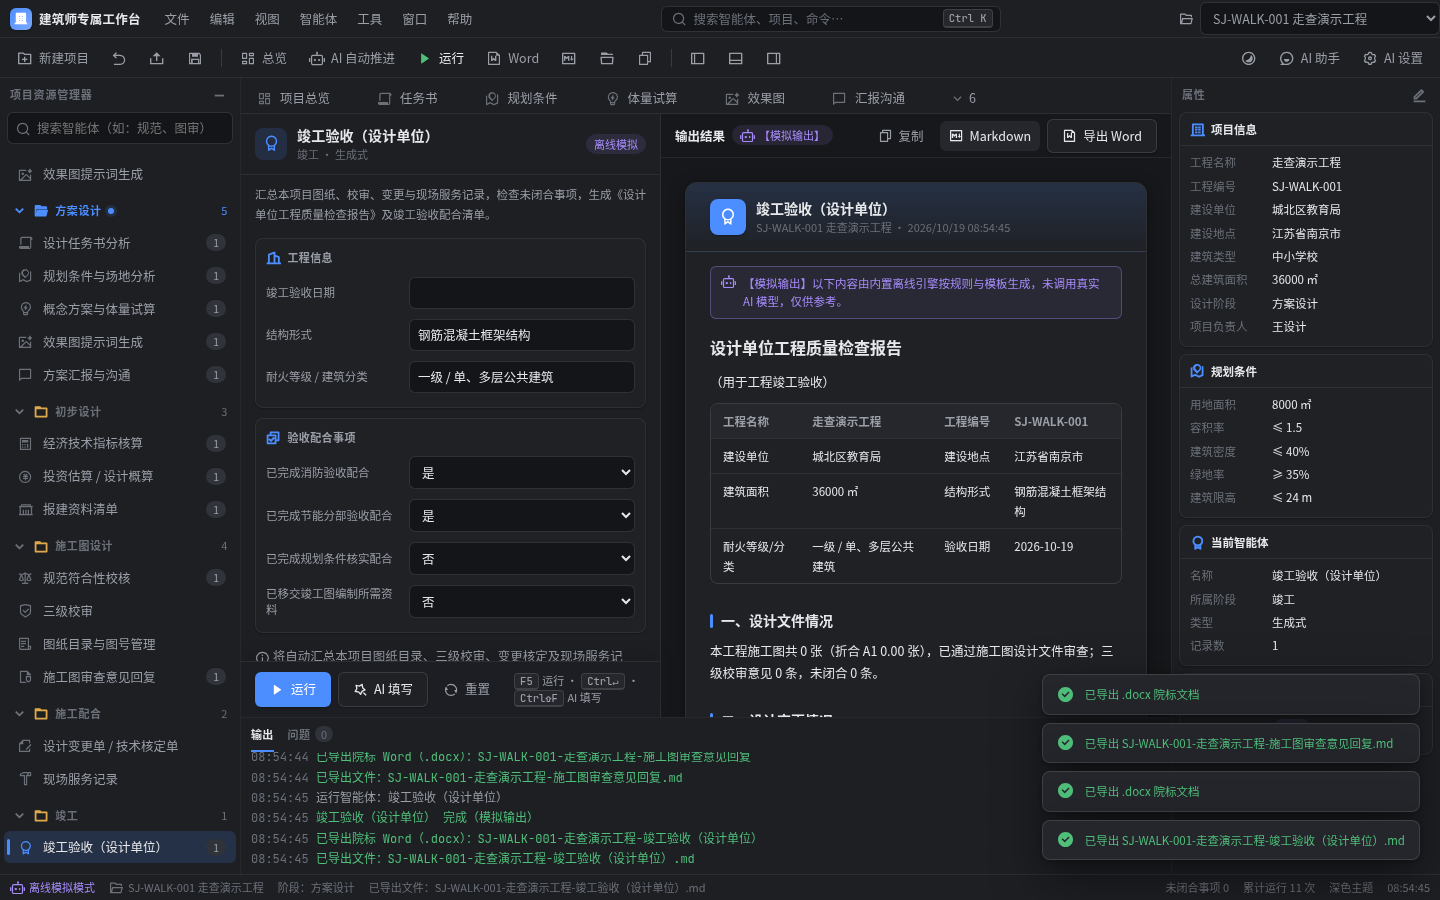 建筑师专属工作台 文件 编辑 视图 智能体 工具 窗口 帮助 搜索智能体、项目、命令… Ctrl K SJ-WALK-001 走查演示工程
新建项目 总览 AI 自动推进 运行 Word AI 助手 AI 设置
项目资源管理器
搜索智能体（如：规范、图审）
效果图提示词生成
方案设计 5
设计任务书分析 1
规划条件与场地分析 1
概念方案与体量试算 1
效果图提示词生成 1
方案汇报与沟通 1
初步设计 3
经济技术指标核算 1
投资估算 / 设计概算 1
报建资料清单 1
施工图设计 4
规范符合性校核 1
三级校审
图纸目录与图号管理
施工图审查意见回复 1
施工配合 2
设计变更单 / 技术核定单
现场服务记录
竣工 1
竣工验收（设计单位） 1
项目总览 任务书 规划条件 体量试算 效果图 汇报沟通 6
竣工验收（设计单位）
竣工 · 生成式
离线模拟
汇总本项目图纸、校审、变更与现场服务记录，检查未闭合事项，生成《设计
单位工程质量检查报告》及竣工验收配合清单。
工程信息
竣工验收日期
结构形式 钢筋混凝土框架结构
耐火等级 / 建筑分类 一级 / 单、多层公共建筑
验收配合事项
已完成消防验收配合 是
已完成节能分部验收配合 是
已完成规划条件核实配合 否
已移交竣工图编制所需资
料
否
将自动汇总本项目图纸目录、三级校审、变更核定及现场服务记
运行 AI 填写 重置 F5 运行 · Ctrl↵ ·
Ctrl⇧F AI 填写
输出结果 【模拟输出】 复制 Markdown 导出 Word
竣工验收（设计单位）
SJ-WALK-001 走查演示工程 · 2026/10/19 08:54:45
【模拟输出】以下内容由内置离线引擎按规则与模板生成，未调用真实
AI 模型，仅供参考。
设计单位工程质量检查报告
（用于工程竣工验收）
工程名称 走查演示工程 工程编号 SJ-WALK-001
建设单位 城北区教育局 建设地点 江苏省南京市
建筑面积 36000 ㎡ 结构形式 钢筋混凝土框架结
构
耐火等级/分
类
一级 / 单、多层公共
建筑
验收日期 2026-10-19
一、设计文件情况
本工程施工图共 0 张（折合 A1 0.00 张），已通过施工图设计文件审查；三
级校审意见 0 条，未闭合 0 条。
二、设计变更情况
输出 问题 0
08:54:44 已导出院标 Word（.docx）：SJ-WALK-001-走查演示工程-施工图审查意见回复
08:54:44 已导出文件：SJ-WALK-001-走查演示工程-施工图审查意见回复.md
08:54:45 运行智能体：竣工验收（设计单位）
08:54:45 竣工验收（设计单位） 完成（模拟输出）
08:54:45 已导出院标 Word（.docx）：SJ-WALK-001-走查演示工程-竣工验收（设计单位）
08:54:45 已导出文件：SJ-WALK-001-走查演示工程-竣工验收（设计单位）.md
属性
项目信息
工程名称 走查演示工程
工程编号 SJ-WALK-001
建设单位 城北区教育局
建设地点 江苏省南京市
建筑类型 中小学校
总建筑面积 36000 ㎡
设计阶段 方案设计
项目负责人 王设计
规划条件
用地面积 8000 ㎡
容积率 ≤ 1.5
建筑密度 ≤ 40%
绿地率 ≥ 35%
建筑限高 ≤ 24 m
当前智能体
名称 竣工验收（设计单位）
所属阶段 竣工
类型 生成式
记录数 1
已导出 .docx 院标文档
已导出 SJ-WALK-001-走查演示工程-施工图审查意见回复.md
已导出 .docx 院标文档
已导出 SJ-WALK-001-走查演示工程-竣工验收（设计单位）.md
离线模拟模式 SJ-WALK-001 走查演示工程 阶段：方案设计 已导出文件：SJ-WALK-001-走查演示工程-竣工验收（设计单位）.md 未闭合事项 0 累计运行 11 次 深色主题 08:54:45